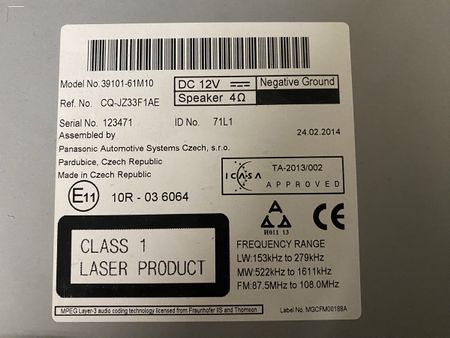 Model No.39101-61M10
DC 12V
Negative Ground
Ref. No. CQ-JZ33F1AE
Speaker 4Ω
Serial No. 123471 ID No. 71L1
24.02.2014
Assembled by
Panasonic Automotive Systems Czech, s.r.o.
Pardubice, Czech Republic
Made in Czech Republic
ICASA
TA-2013/002
APPROVED
E11 10R - 03 6064
H011 13
CE
CLASS 1
LASER PRODUCT
FREQUENCY RANGE
LW:153kHz to 279kHz
MW:522kHz to 1611kHz
FM:87.5MHz to 108.0MHz
MPEG Layer-3 audio coding technology licensed from Fraunhofer IIS and Thomson
Label No. MGCFM0018BA